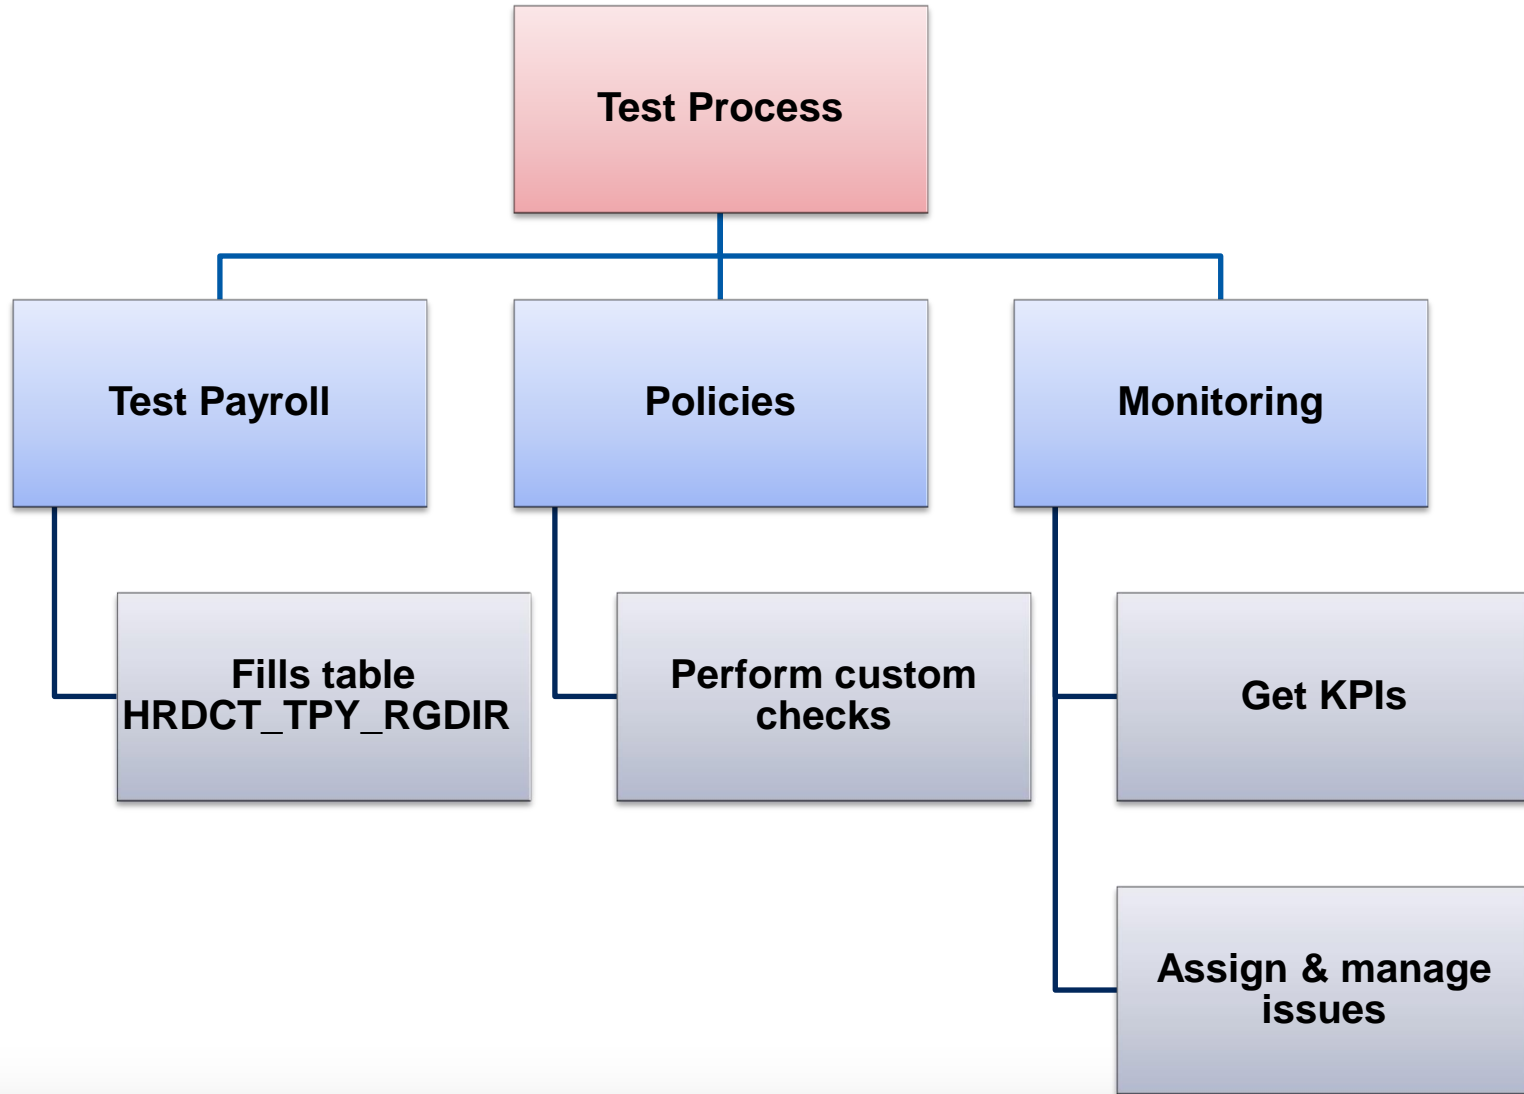 Test Process
Test Payroll
Policies
Monitoring
Fills table
HRDCT_TPY_RGDIR
Perform custom
checks
Get KPIs
Assign & manage
issues